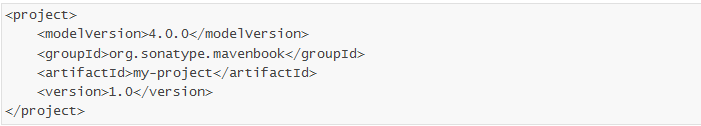 <project>
    <modelVersion>4.0.0</modelVersion>
    <groupId>org.sonatype.mavenbook</groupId>
    <artifactId>my-project</artifactId>
    <version>1.0</version>
</project>